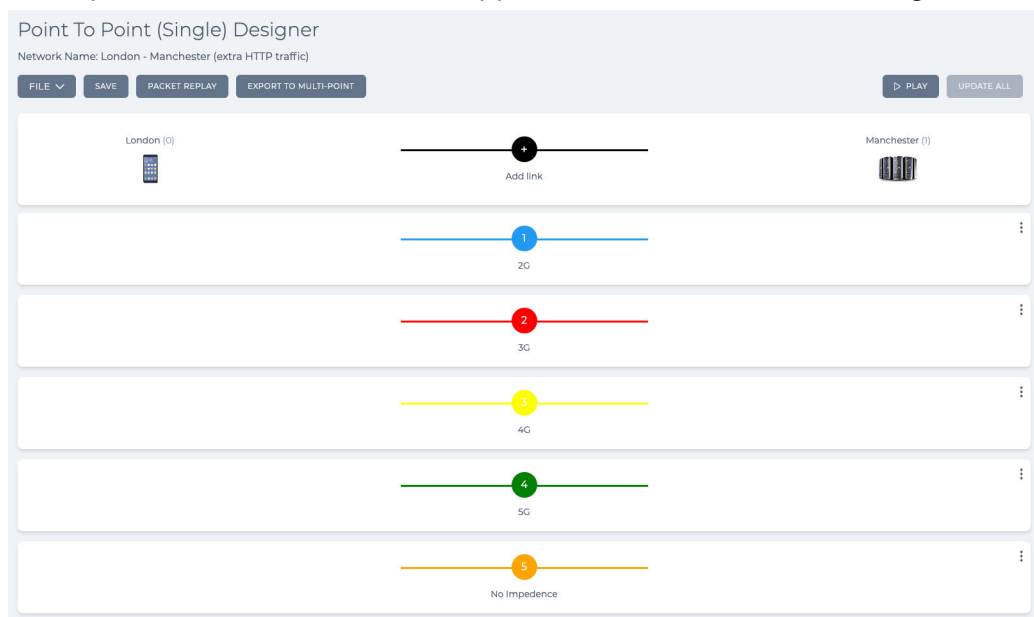 Point To Point (Single) Designer
Network Name: London - Manchester (extra HTTP traffic)
FILE SAVE PACKET REPLAY EXPORT TO MULTI-POINT PLAY UPDATE ALL
London (0) + Manchester (1)
Add link
1
2G
2
3G
3
4G
4
5G
5
No Impedence